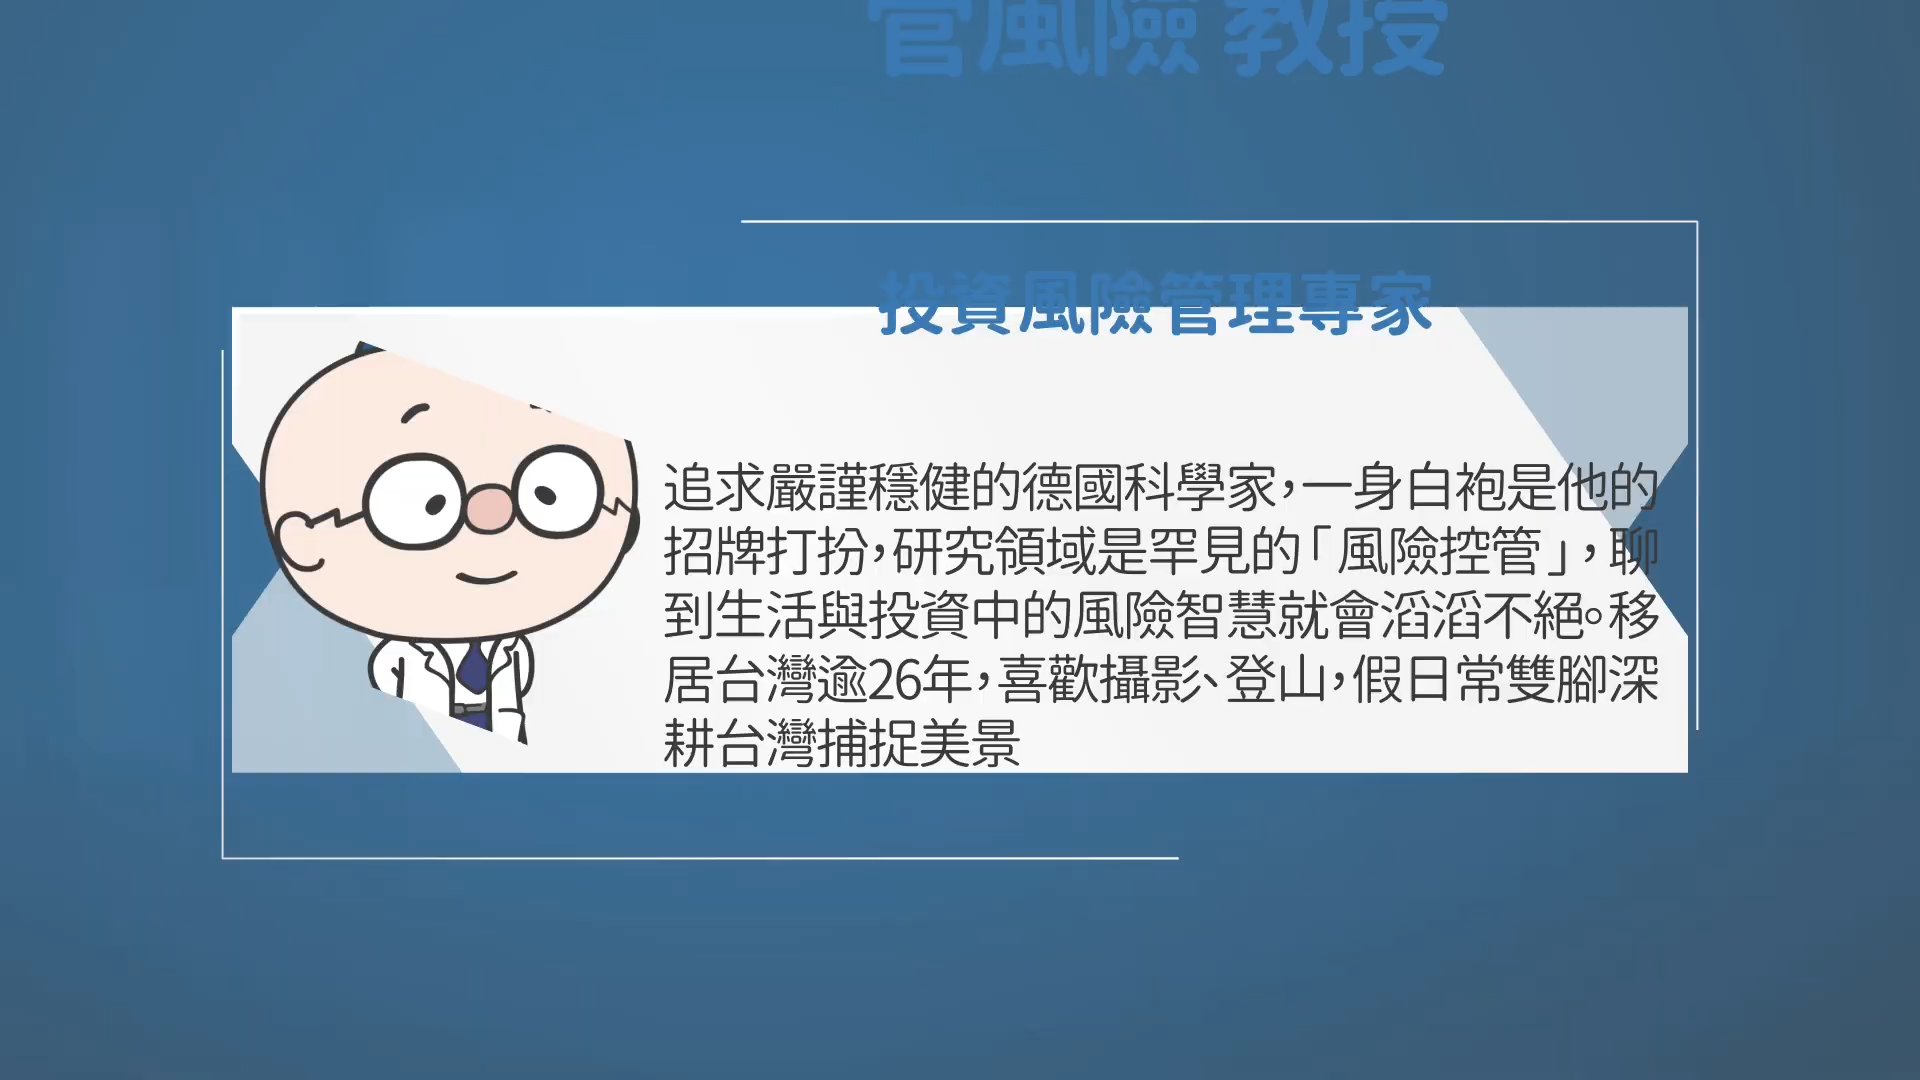 管風險教授
投資風險管理專家
追求嚴謹穩健的德國科學家，一身白袍是他的
招牌打扮，研究領域是罕見的「風險控管」，聊
到生活與投資中的風險智慧就會滔滔不絕。移
居台灣逾26年，喜歡攝影、登山，假日常雙腳深
耕台灣捕捉美景